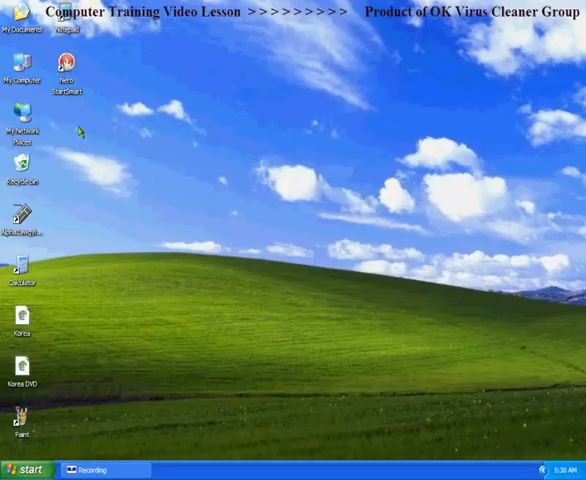 Computer Training Video Lesson > > > > > > > > > Product of OK Virus Cleaner Group
My Documents
Notepad
My Computer
Nero
StartSmart
My Network
Places
Recycle Bin
Calculator
Korea
Korea DVD
Paint
start
Recording
5:30 AM